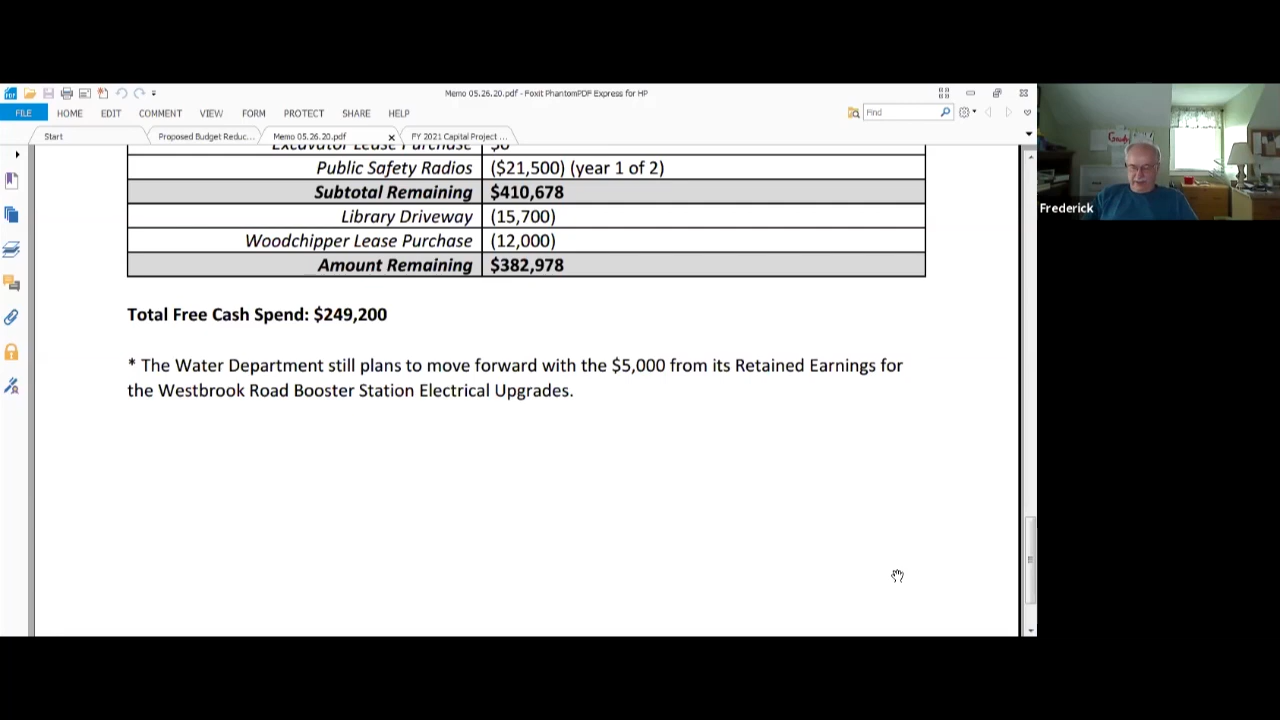 Memo 05.26.20.pdf - Foxit PhantomPDF Express for HP
FILE HOME EDIT COMMENT VIEW FORM PROTECT SHARE HELP
Find
Start Proposed Budget Reduc... Memo 05.26.20.pdf FY 2021 Capital Project ...
Excavator Lease Purchase $0
Public Safety Radios ($21,500) (year 1 of 2)
Subtotal Remaining $410,678
Library Driveway (15,700)
Woodchipper Lease Purchase (12,000)
Amount Remaining $382,978
Total Free Cash Spend: $249,200
* The Water Department still plans to move forward with the $5,000 from its Retained Earnings for
the Westbrook Road Booster Station Electrical Upgrades.
Frederick